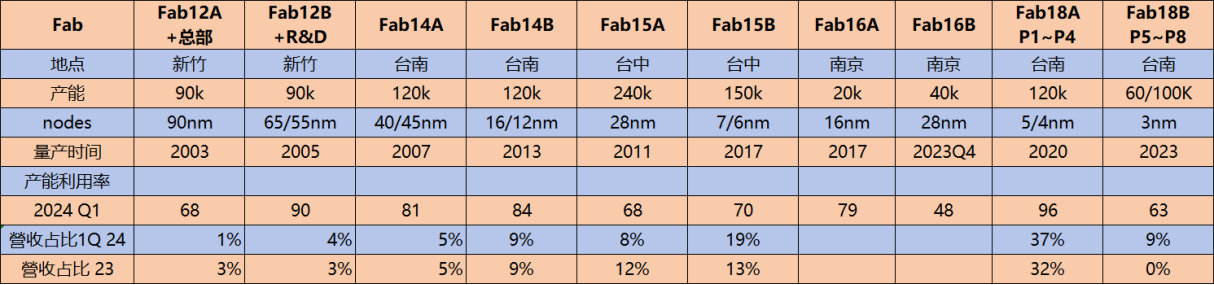 Fab Fab12A +总部 Fab12B +R&D Fab14A Fab14B Fab15A Fab15B Fab16A Fab16B Fab18A P1~P4 Fab18B P5~P8
地点 新竹 新竹 台南 台南 台中 台中 南京 南京 台南 台南
产能 90k 90k 120k 120k 240k 150k 20k 40k 120k 60/100K
nodes 90nm 65/55nm 40/45nm 16/12nm 28nm 7/6nm 16nm 28nm 5/4nm 3nm
量产时间 2003 2005 2007 2013 2011 2017 2017 2023Q4 2020 2023
产能利用率
2024 Q1 68 90 81 84 68 70 79 48 96 63
營收占比1Q 24 1% 4% 5% 9% 8% 19% 37% 9%
營收占比 23 3% 3% 5% 9% 12% 13% 32% 0%